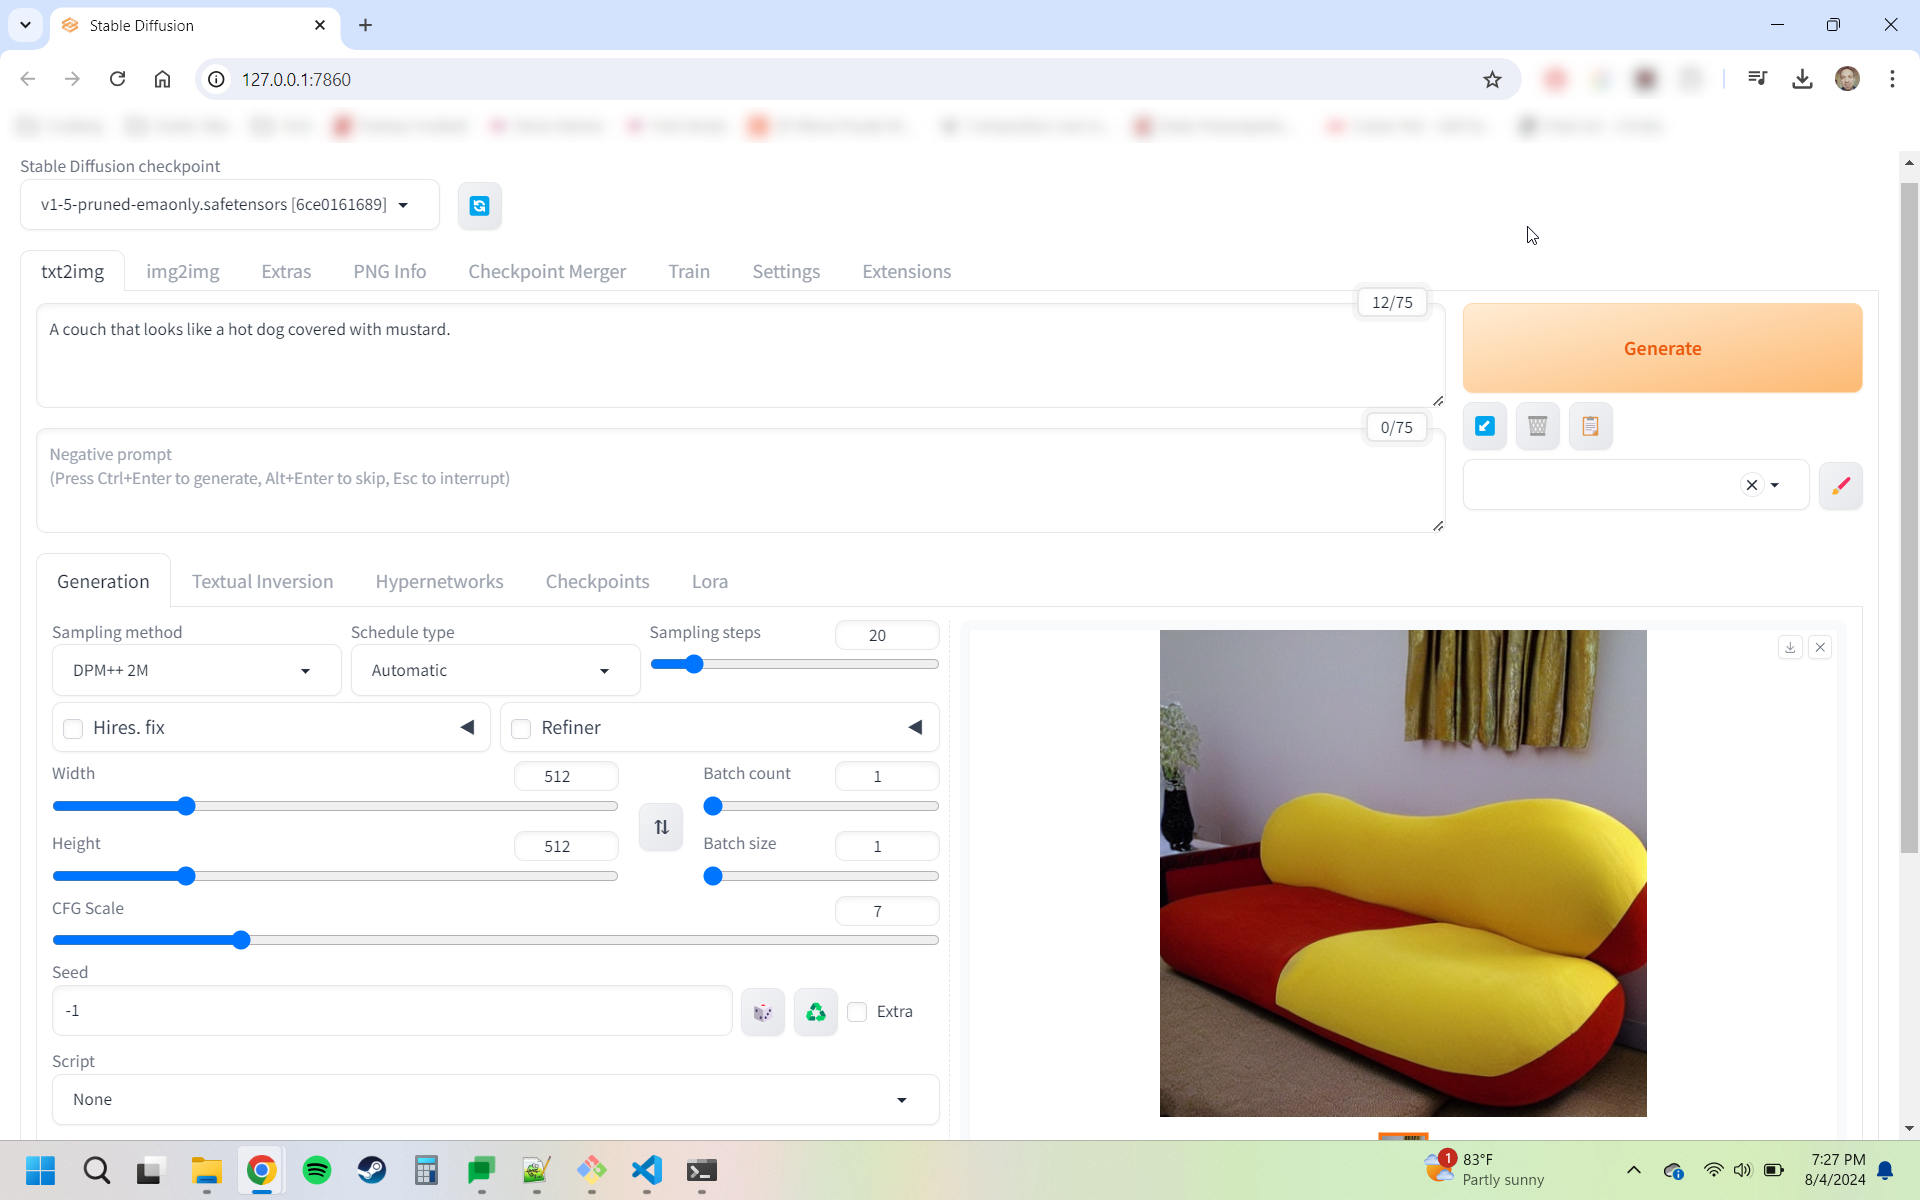 Stable Diffusion
127.0.0.1:7860
Stable Diffusion checkpoint
v1-5-pruned-emaonly.safetensors [6ce0161689]
txt2img img2img Extras PNG Info Checkpoint Merger Train Settings Extensions
12/75
A couch that looks like a hot dog covered with mustard.
Generate
0/75
Negative prompt
(Press Ctrl+Enter to generate, Alt+Enter to skip, Esc to interrupt)
Generation Textual Inversion Hypernetworks Checkpoints Lora
Sampling method Schedule type Sampling steps 20
DPM++ 2M Automatic
Hires. fix Refiner
Width 512 Batch count 1
Height 512 Batch size 1
CFG Scale 7
Seed
-1 Extra
Script
None
1 83°F 7:27 PM
Partly sunny 8/4/2024